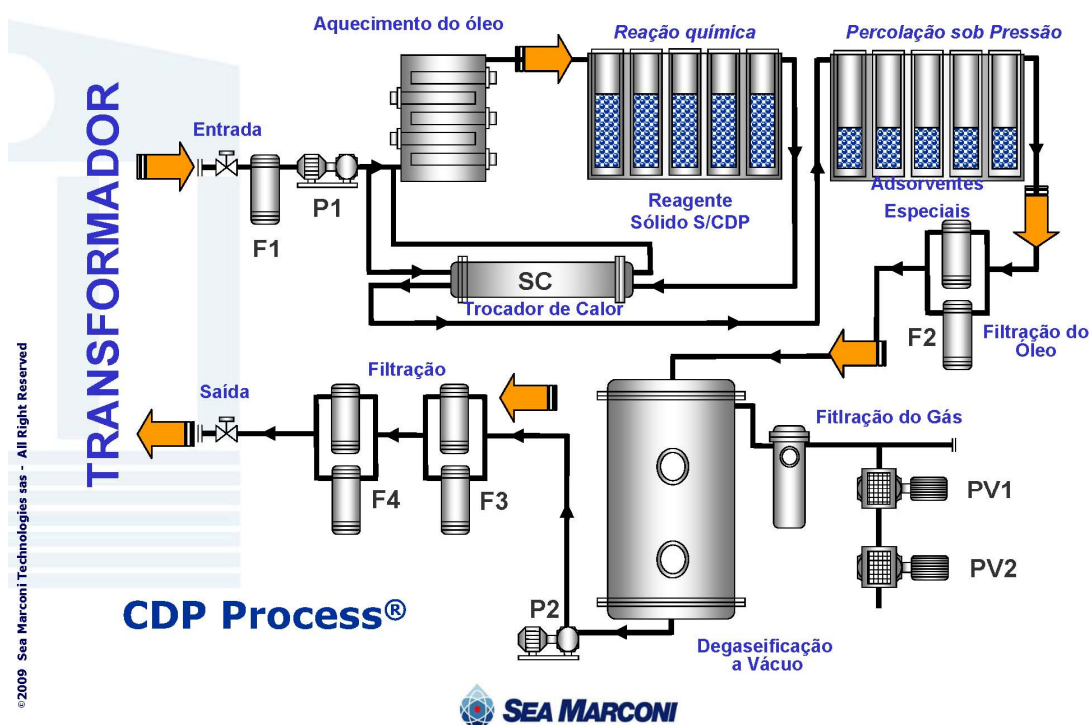 Aquecimento do óleo
Reação química
Percolação sob Pressão
TRANSFORMADOR
Entrada
P1
F1
Reagente
Sólido S/CDP
Adsorventes
Especiais
SC
Trocador de Calor
F2
Filtração do
Óleo
Saída
Filtração
F4
F3
FitIração do Gás
PV1
PV2
P2
Degaseificação
a Vácuo
CDP Process®
©2009 Sea Marconi Technologies sas - All Right Reserved
SEA MARCONI